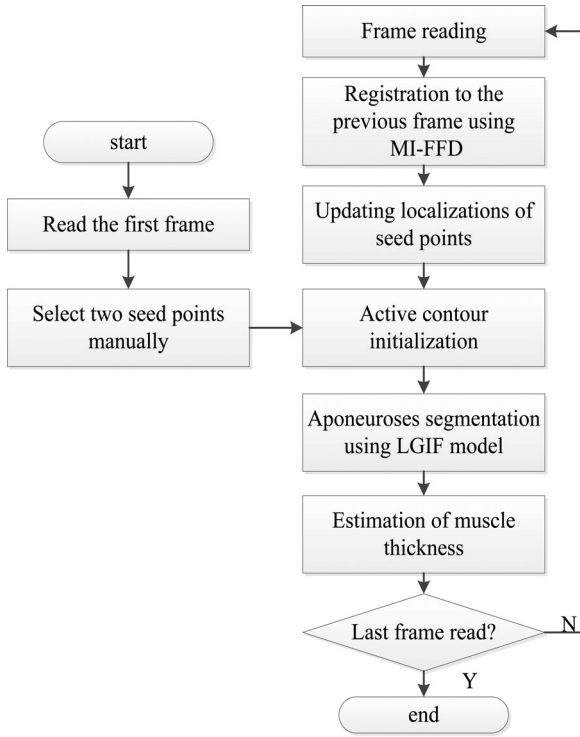 start
Read the first frame
Select two seed points
manually
Frame reading
Registration to the
previous frame using
MI-FFD
Updating localizations of
seed points
Active contour
initialization
Aponeuroses segmentation
using LGIF model
Estimation of muscle
thickness
Last frame read?
N
Y
end